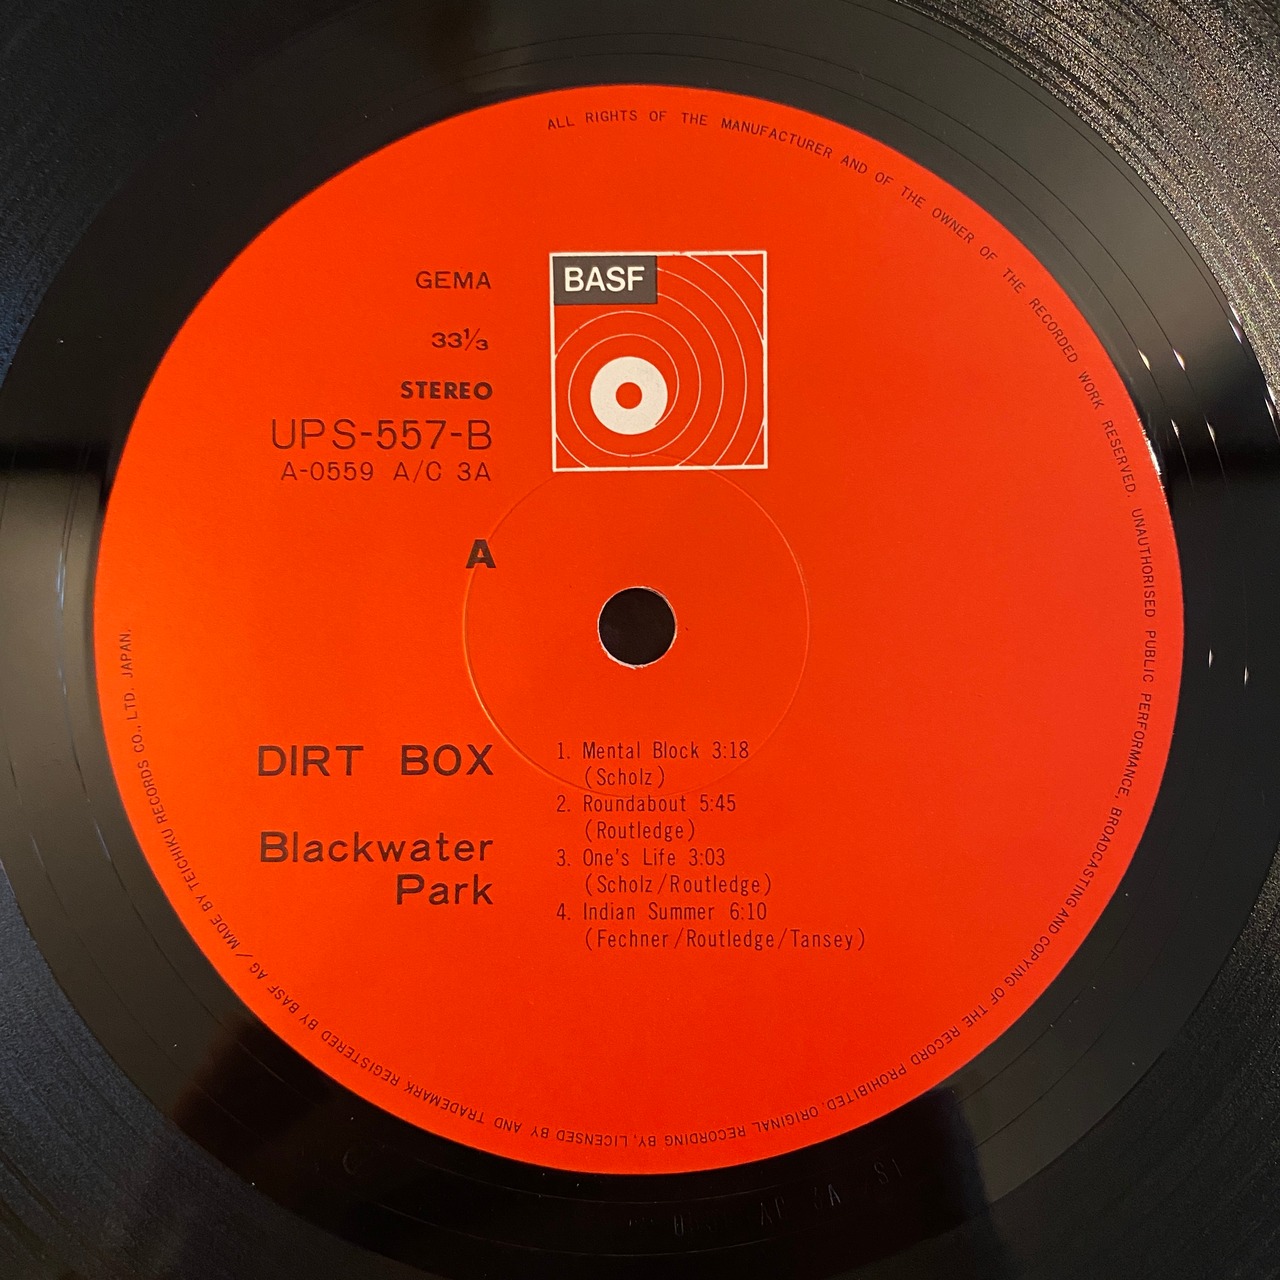 ALL RIGHTS OF THE MANUFACTURER AND OF THE OWNER OF THE RECORDED WORK RESERVED. UNAUTHORISED PUBLIC PERFORMANCE, BROADCASTING AND COPYING OF THE RECORD PROHIBITED. ORIGINAL RECORDING BY, LICENSED BY AND TRADEMARK REGISTERED BY BASF AG / MADE BY TEICHIKU RECORDS CO., LTD. JAPAN.
BASF
GEMA
33⅓
STEREO
UPS-557-B
A-0559 A/C 3A
A
DIRT BOX
Blackwater
Park
1. Mental Block 3:18
(Scholz)
2. Roundabout 5:45
(Routledge)
3. One's Life 3:03
(Scholz/Routledge)
4. Indian Summer 6:10
(Fechner/Routledge/Tansey)